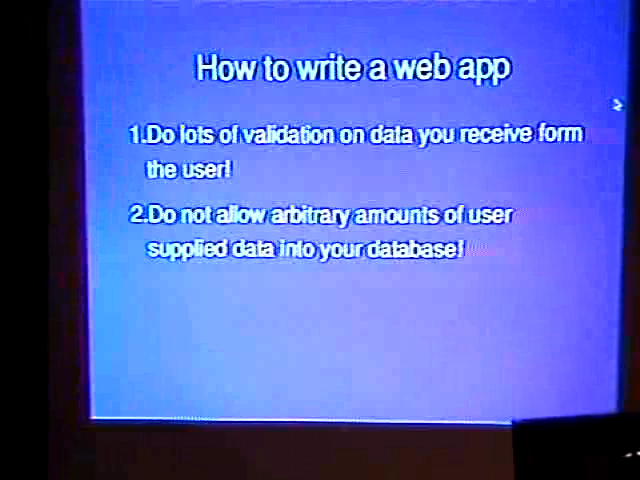 How to write a web app
1.Do lots of validation on data you receive form
the user!
2.Do not allow arbitrary amounts of user
supplied data into your database!